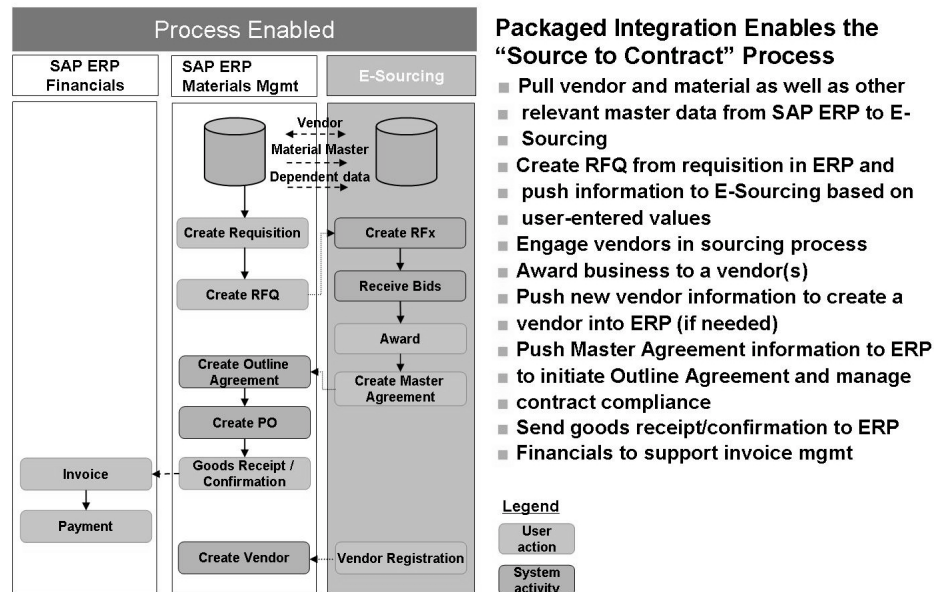 Process Enabled
SAP ERP
Financials
SAP ERP
Materials Mgmt
E-Sourcing
Vendor
Material Master
Dependent data
Create Requisition
Create RFx
Create RFQ
Receive Bids
Award
Create Outline
Agreement
Create Master
Agreement
Create PO
Invoice
Goods Receipt /
Confirmation
Payment
Create Vendor
Vendor Registration
Packaged Integration Enables the
“Source to Contract” Process
Pull vendor and material as well as other
relevant master data from SAP ERP to E-
Sourcing
Create RFQ from requisition in ERP and
push information to E-Sourcing based on
user-entered values
Engage vendors in sourcing process
Award business to a vendor(s)
Push new vendor information to create a
vendor into ERP (if needed)
Push Master Agreement information to ERP
to initiate Outline Agreement and manage
contract compliance
Send goods receipt/confirmation to ERP
Financials to support invoice mgmt
Legend
User
action
System
activity